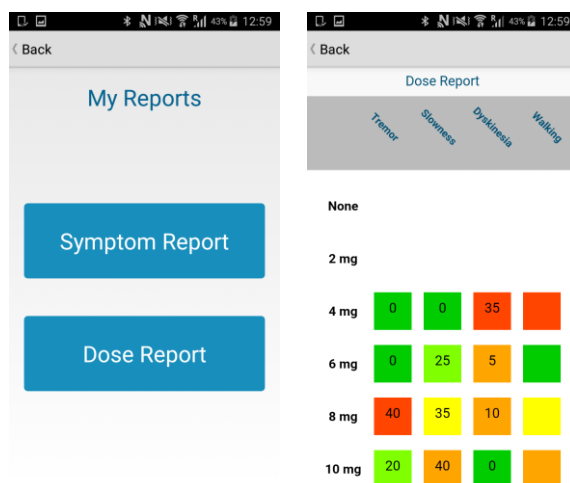 43% 12:59
Back
My Reports
Symptom Report
Dose Report
43% 12:59
Back
Dose Report
Tremor Slowness Dyskinesia Walking
None
2 mg
4 mg 0 0 35
6 mg 0 25 5
8 mg 40 35 10
10 mg 20 40 0